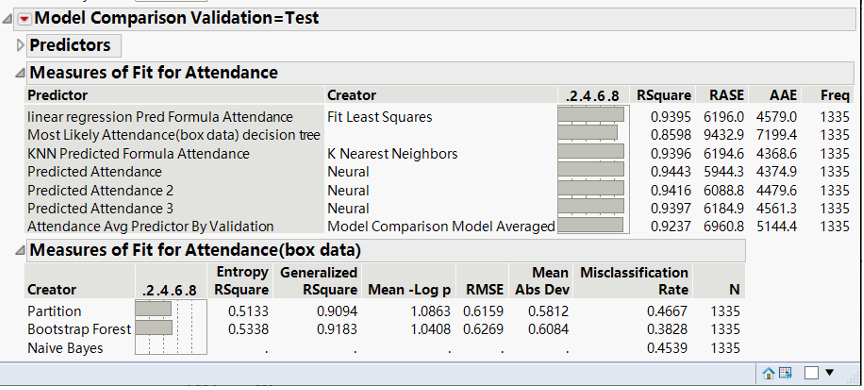 Model Comparison Validation=Test
Predictors
Measures of Fit for Attendance
Predictor Creator .2.4.6.8 RSquare RASE AAE Freq
linear regression Pred Formula Attendance Fit Least Squares 0.9395 6196.0 4579.0 1335
Most Likely Attendance(box data) decision tree 0.8598 9432.9 7199.4 1335
KNN Predicted Formula Attendance K Nearest Neighbors 0.9396 6194.6 4368.6 1335
Predicted Attendance Neural 0.9443 5944.3 4374.9 1335
Predicted Attendance 2 Neural 0.9416 6088.8 4479.6 1335
Predicted Attendance 3 Neural 0.9397 6184.9 4561.3 1335
Attendance Avg Predictor By Validation Model Comparison Model Averaged 0.9237 6960.8 5144.4 1335
Measures of Fit for Attendance(box data)
Entropy Generalized Mean Misclassification
Creator .2.4.6.8 RSquare RSquare Mean -Log p RMSE Abs Dev Rate N
Partition 0.5133 0.9094 1.0863 0.6159 0.5812 0.4667 1335
Bootstrap Forest 0.5338 0.9183 1.0408 0.6269 0.6084 0.3828 1335
Naive Bayes . . . . . 0.4539 1335